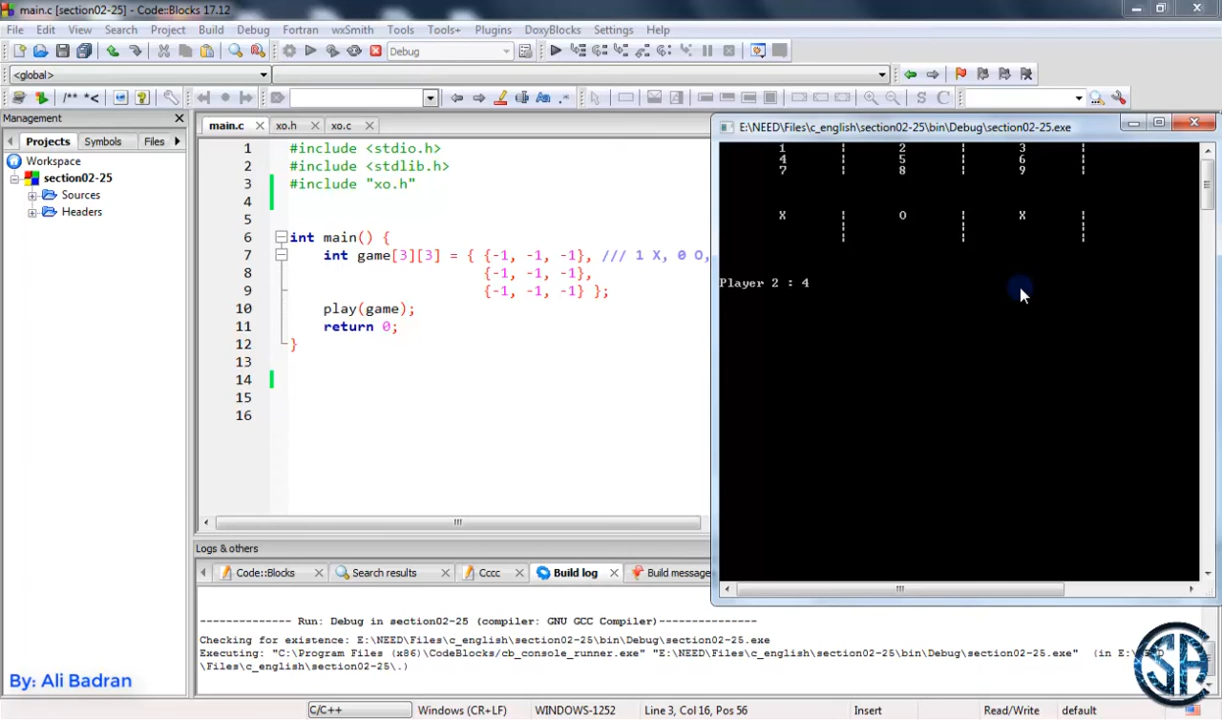 main.c [section02-25] - Code::Blocks 17.12
File Edit View Search Project Build Debug Fortran wxSmith Tools Tools+ Plugins DoxyBlocks Settings Help
Debug
<global>
/** *<
S C
Management
Projects Symbols Files
Workspace
section02-25
Sources
Headers
main.c xo.h xo.c
1 #include <stdio.h>
2 #include <stdlib.h>
3 #include "xo.h"
4
5
6 int main() {
7 int game[3][3] = { {-1, -1, -1}, /// 1 X, 0 O,
8 {-1, -1, -1},
9 {-1, -1, -1} };
10 play(game);
11 return 0;
12 }
13
14
15
16
E:\NEED\Files\c_english\section02-25\bin\Debug\section02-25.exe
1 ¦ 2 ¦ 3 ¦
4 ¦ 5 ¦ 6 ¦
7 ¦ 8 ¦ 9 ¦
X ¦ O ¦ X ¦
¦ ¦ ¦
¦ ¦ ¦
Player 2 : 4
Logs & others
Code::Blocks Search results Cccc Build log Build message
-------------- Run: Debug in section02-25 (compiler: GNU GCC Compiler)---------------
Checking for existence: E:\NEED\Files\c_english\section02-25\bin\Debug\section02-25.exe
Executing: "C:\Program Files (x86)\CodeBlocks/cb_console_runner.exe" "E:\NEED\Files\c_english\section02-25\bin\Debug\section02-25.exe" (in E:\NEED
\Files\c_english\section02-25\.)
By: Ali Badran
SA
C/C++ Windows (CR+LF) WINDOWS-1252 Line 3, Col 16, Pos 56 Insert Read/Write default